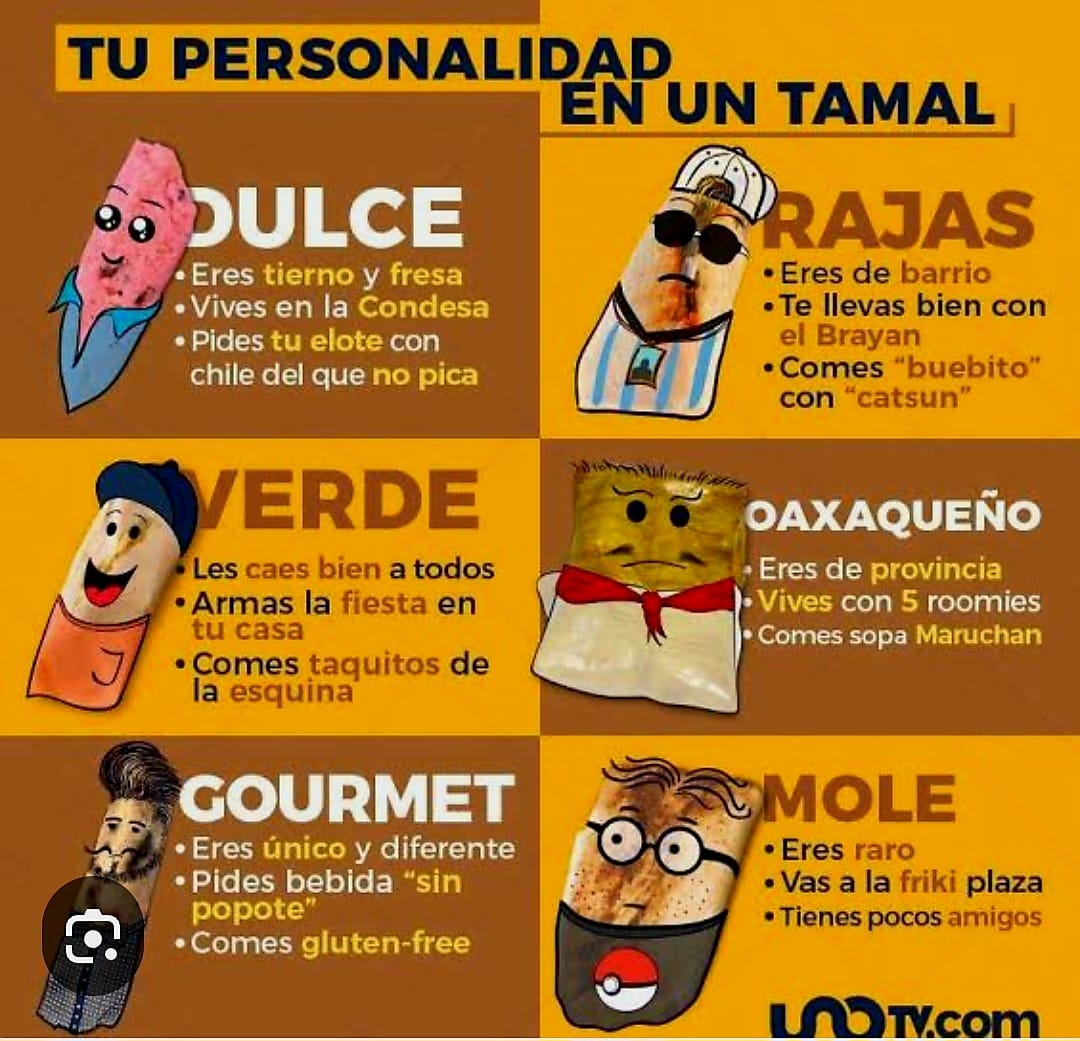 TU PERSONALIDAD
EN UN TAMAL
DULCE
• Eres tierno y fresa
• Vives en la Condesa
• Pides tu elote con
chile del que no pica
RAJAS
• Eres de barrio
• Te llevas bien con
el Brayan
• Comes “buebito”
con “catsun”
VERDE
• Les caes bien a todos
• Armas la fiesta en
tu casa
• Comes taquitos de
la esquina
OAXAQUEÑO
• Eres de provincia
• Vives con 5 roomies
• Comes sopa Maruchan
GOURMET
• Eres único y diferente
• Pides bebida “sin
popote”
• Comes gluten-free
MOLE
• Eres raro
• Vas a la friki plaza
• Tienes pocos amigos
UNOTV.com